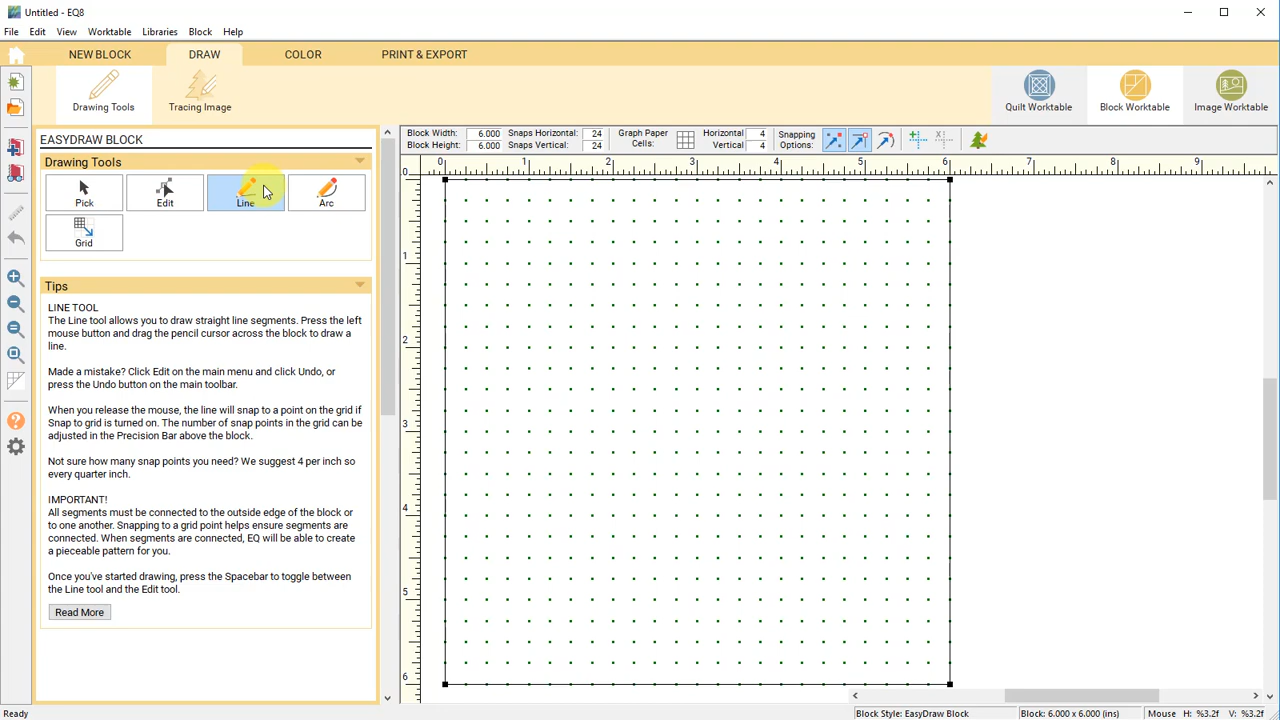 Untitled - EQ8
File Edit View Worktable Libraries Block Help
NEW BLOCK DRAW COLOR PRINT & EXPORT
Drawing Tools Tracing Image Quilt Worktable Block Worktable Image Worktable
EASYDRAW BLOCK
Block Width: 6.000 Snaps Horizontal: 24 Graph Paper Horizontal 4 Snapping
Block Height: 6.000 Snaps Vertical: 24 Cells: Vertical 4 Options:
Drawing Tools
0 1 2 3 4 5 6 7 8 9
Pick Edit Line Arc
Grid
0
1
2
3
4
5
6
Tips
LINE TOOL
The Line tool allows you to draw straight line segments. Press the left
mouse button and drag the pencil cursor across the block to draw a
line.
Made a mistake? Click Edit on the main menu and click Undo, or
press the Undo button on the main toolbar.
When you release the mouse, the line will snap to a point on the grid if
Snap to grid is turned on. The number of snap points in the grid can be
adjusted in the Precision Bar above the block.
Not sure how many snap points you need? We suggest 4 per inch so
every quarter inch.
IMPORTANT!
All segments must be connected to the outside edge of the block or
to one another. Snapping to a grid point helps ensure segments are
connected. When segments are connected, EQ will be able to create
a pieceable pattern for you.
Once you've started drawing, press the Spacebar to toggle between
the Line tool and the Edit tool.
Read More
Ready Block Style: EasyDraw Block Block: 6.000 x 6.000 (ins) Mouse H: %3.2f V: %3.2f